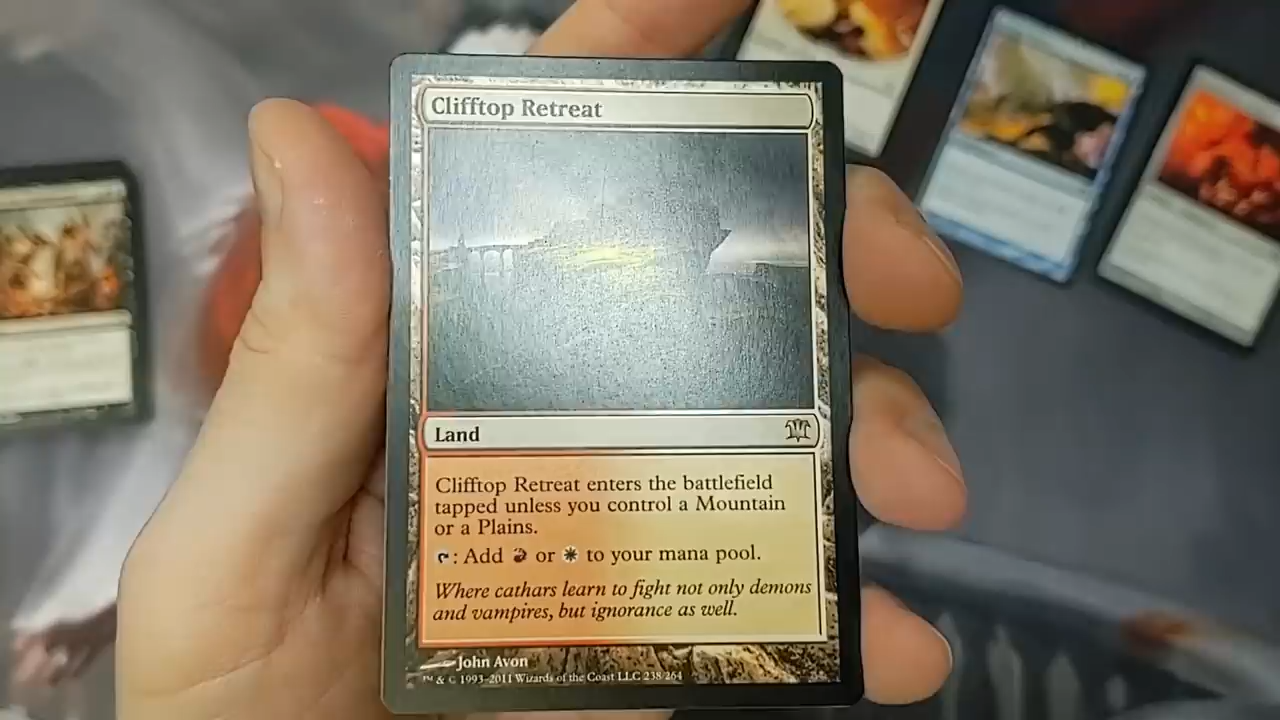 Clifftop Retreat
Land
Clifftop Retreat enters the battlefield
tapped unless you control a Mountain
or a Plains.
: Add or to your mana pool.
Where cathars learn to fight not only demons
and vampires, but ignorance as well.
John Avon
™ & © 1993-2011 Wizards of the Coast LLC 238/264